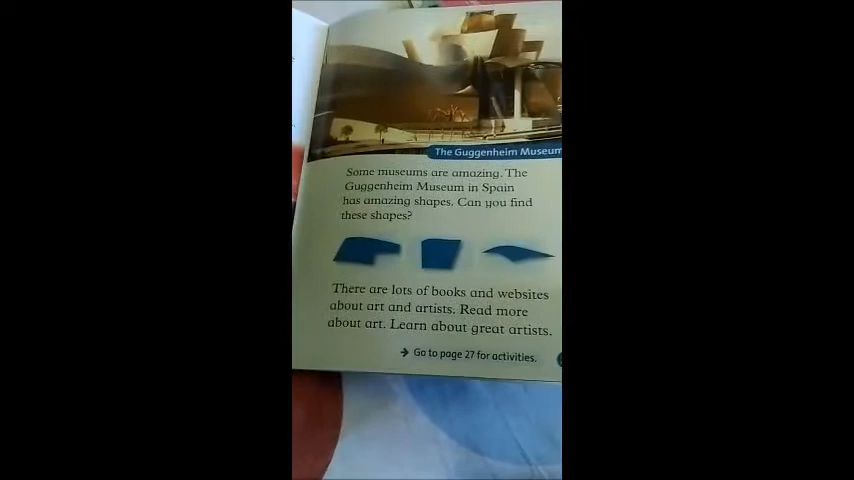 The Guggenheim Museum
Some museums are amazing. The
Guggenheim Museum in Spain
has amazing shapes. Can you find
these shapes?
There are lots of books and websites
about art and artists. Read more
about art. Learn about great artists.
→ Go to page 27 for activities.